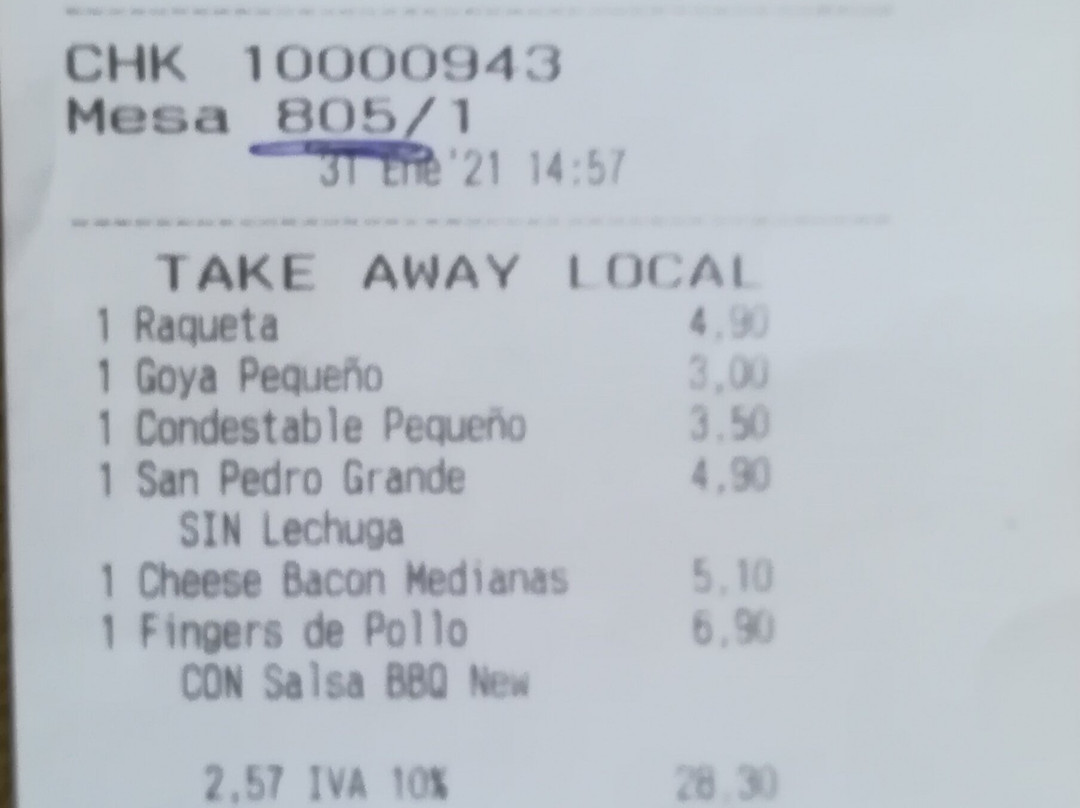 CHK 10000943
Mesa 805/1
31 Ene'21 14:57
TAKE AWAY LOCAL
1 Raqueta 4,90
1 Goya Pequeño 3,00
1 Condestable Pequeño 3,50
1 San Pedro Grande 4,90
SIN Lechuga
1 Cheese Bacon Medianas 5,10
1 Fingers de Pollo 6,90
CON Salsa BBQ New
2,57 IVA 10% 28,30